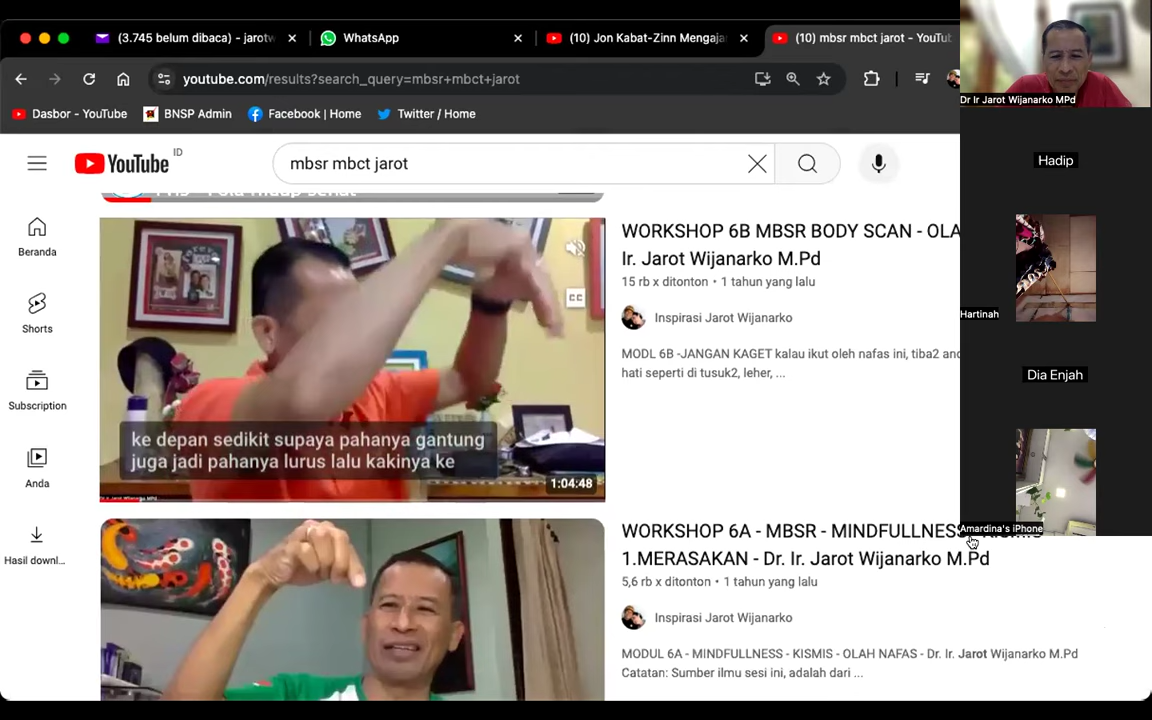 (3.745 belum dibaca) - jarotw
WhatsApp
(10) Jon Kabat-Zinn Mengaja
(10) mbsr mbct jarot - YouTub
youtube.com/results?search_query=mbsr+mbct+jarot
Dasbor - YouTube
BNSP Admin
Facebook | Home
Twitter / Home
YouTube ID
mbsr mbct jarot
Beranda
Shorts
Subscription
Anda
Hasil downl...
ke depan sedikit supaya pahanya gantung
juga jadi pahanya lurus lalu kakinya ke
CC
1:04:48
WORKSHOP 6B MBSR BODY SCAN - OLA
Ir. Jarot Wijanarko M.Pd
15 rb x ditonton • 1 tahun yang lalu
Inspirasi Jarot Wijanarko
MODL 6B -JANGAN KAGET kalau ikut oleh nafas ini, tiba2 and
hati seperti di tusuk2, leher, ...
WORKSHOP 6A - MBSR - MINDFULLNESS
1.MERASAKAN - Dr. Ir. Jarot Wijanarko M.Pd
5,6 rb x ditonton • 1 tahun yang lalu
Inspirasi Jarot Wijanarko
MODUL 6A - MINDFULLNESS - KISMIS - OLAH NAFAS - Dr. Ir. Jarot Wijanarko M.Pd
Catatan: Sumber ilmu sesi ini, adalah dari ...
Dr Ir Jarot Wijanarko MPd
Hadip
Hartinah
Dia Enjah
Amardina's iPhone